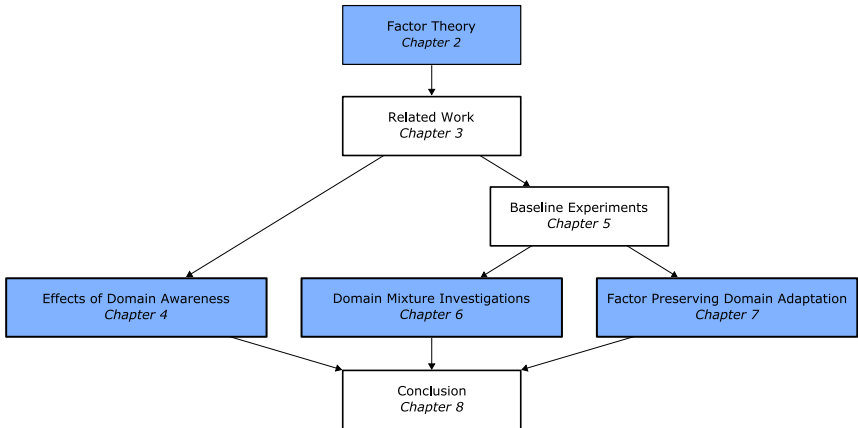 Factor Theory
Chapter 2
Related Work
Chapter 3
Baseline Experiments
Chapter 5
Effects of Domain Awareness
Chapter 4
Domain Mixture Investigations
Chapter 6
Factor Preserving Domain Adaptation
Chapter 7
Conclusion
Chapter 8